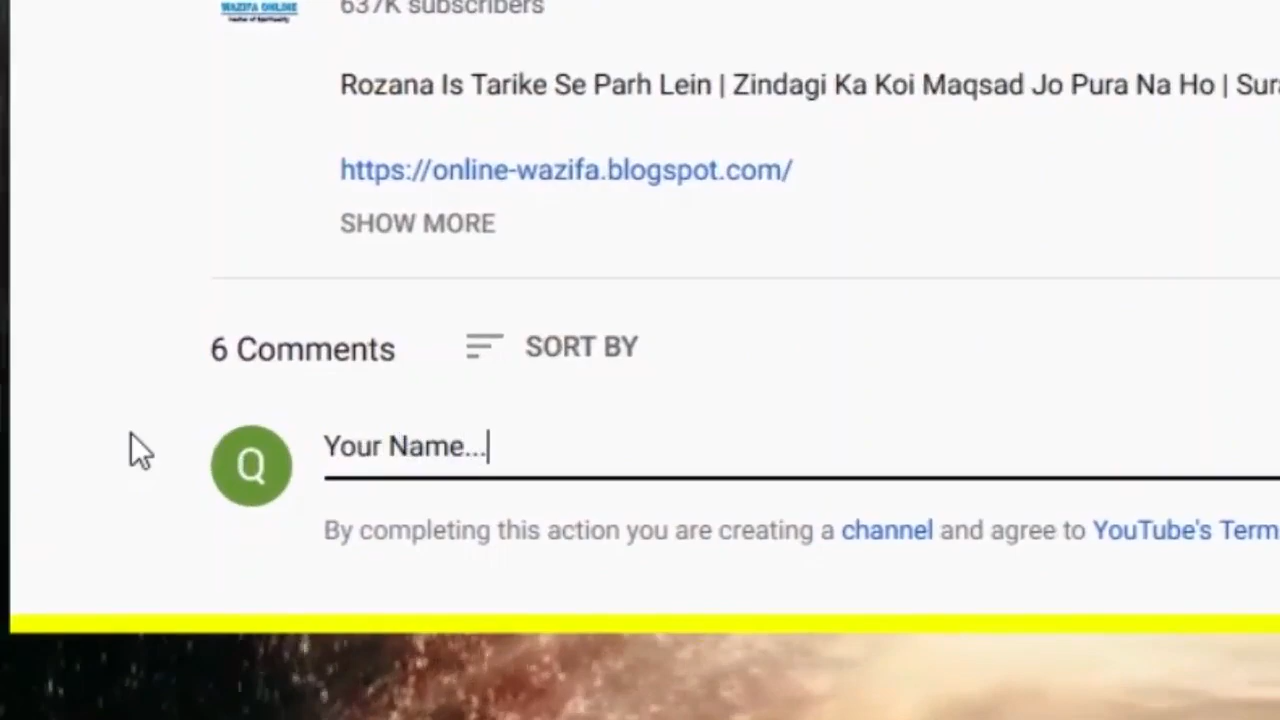 WAZIFA ONLINE
637K subscribers
Rozana Is Tarike Se Parh Lein | Zindagi Ka Koi Maqsad Jo Pura Na Ho |
https://online-wazifa.blogspot.com/
SHOW MORE
6 Comments
SORT BY
Q
Your Name...
By completing this action you are creating a channel and agree to YouTube's Term